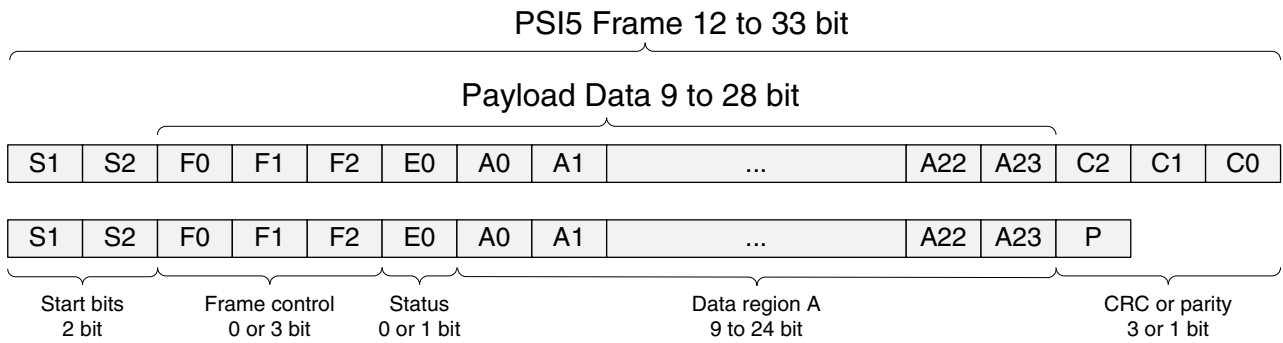 PSI5 Frame 12 to 33 bit
Payload Data 9 to 28 bit
S1 S2 F0 F1 F2 E0 A0 A1 ... A22 A23 C2 C1 C0
S1 S2 F0 F1 F2 E0 A0 A1 ... A22 A23 P
Start bits Frame control Status Data region A CRC or parity
2 bit 0 or 3 bit 0 or 1 bit 9 to 24 bit 3 or 1 bit